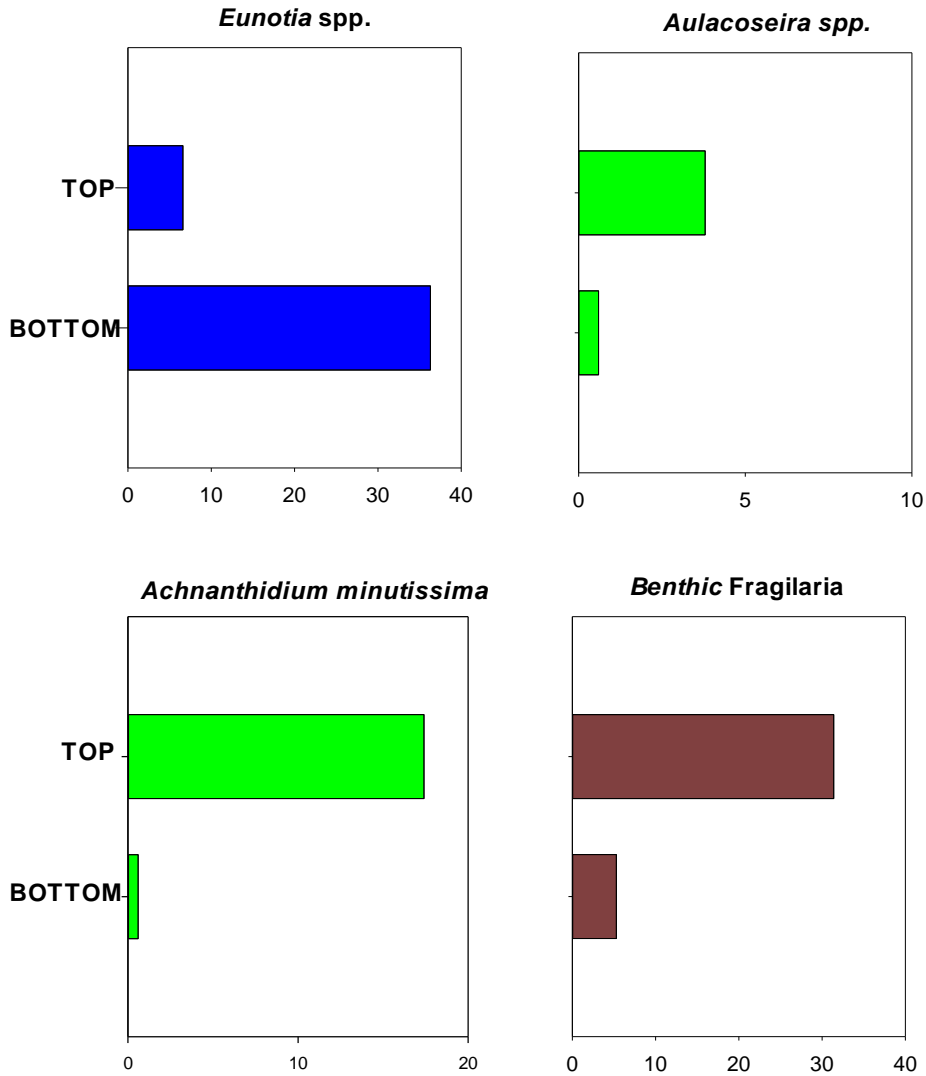 Eunotia spp.
Aulacoseira spp.
TOP
BOTTOM
0 10 20 30 40
0 5 10
Achnanthidium minutissima
Benthic Fragilaria
TOP
BOTTOM
0 10 20
0 10 20 30 40